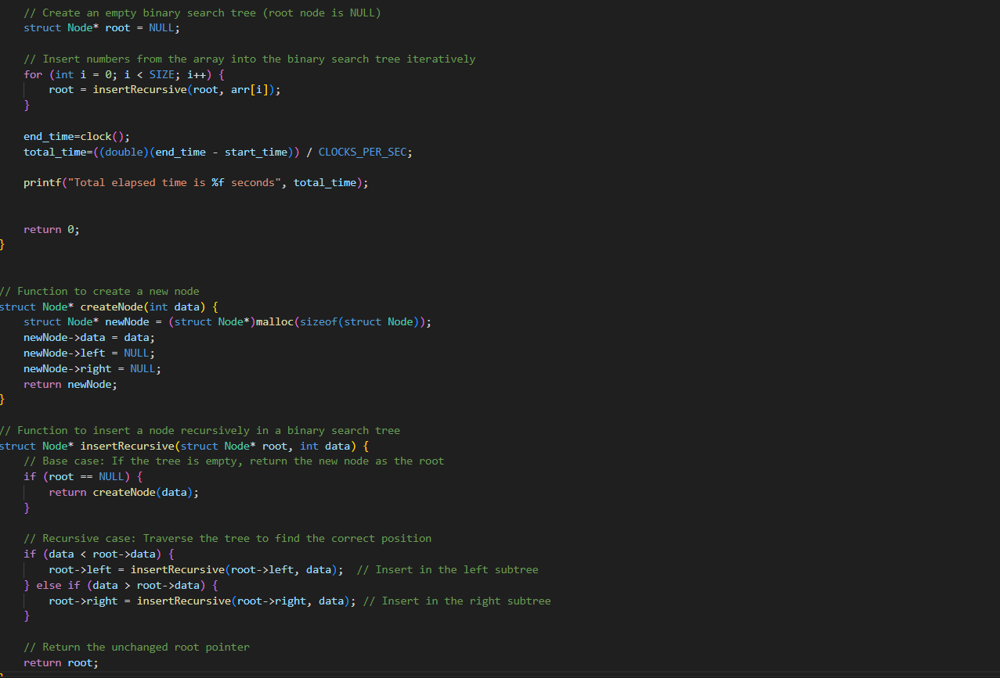 // Create an empty binary search tree (root node is NULL)
struct Node* root = NULL;
// Insert numbers from the array into the binary search tree iteratively
for (int i = 0; i < SIZE; i++) {
root = insertRecursive(root, arr[i]);
}
end_time=clock();
total_time=((double)(end_time - start_time)) / CLOCKS_PER_SEC;
printf("Total elapsed time is %f seconds", total_time);
return 0;
}
// Function to create a new node
struct Node* createNode(int data) {
struct Node* newNode = (struct Node*)malloc(sizeof(struct Node));
newNode->data = data;
newNode->left = NULL;
newNode->right = NULL;
return newNode;
}
// Function to insert a node recursively in a binary search tree
struct Node* insertRecursive(struct Node* root, int data) {
// Base case: If the tree is empty, return the new node as the root
if (root == NULL) {
return createNode(data);
}
// Recursive case: Traverse the tree to find the correct position
if (data < root->data) {
root->left = insertRecursive(root->left, data);  // Insert in the left subtree
} else if (data > root->data) {
root->right = insertRecursive(root->right, data); // Insert in the right subtree
}
// Return the unchanged root pointer
return root;